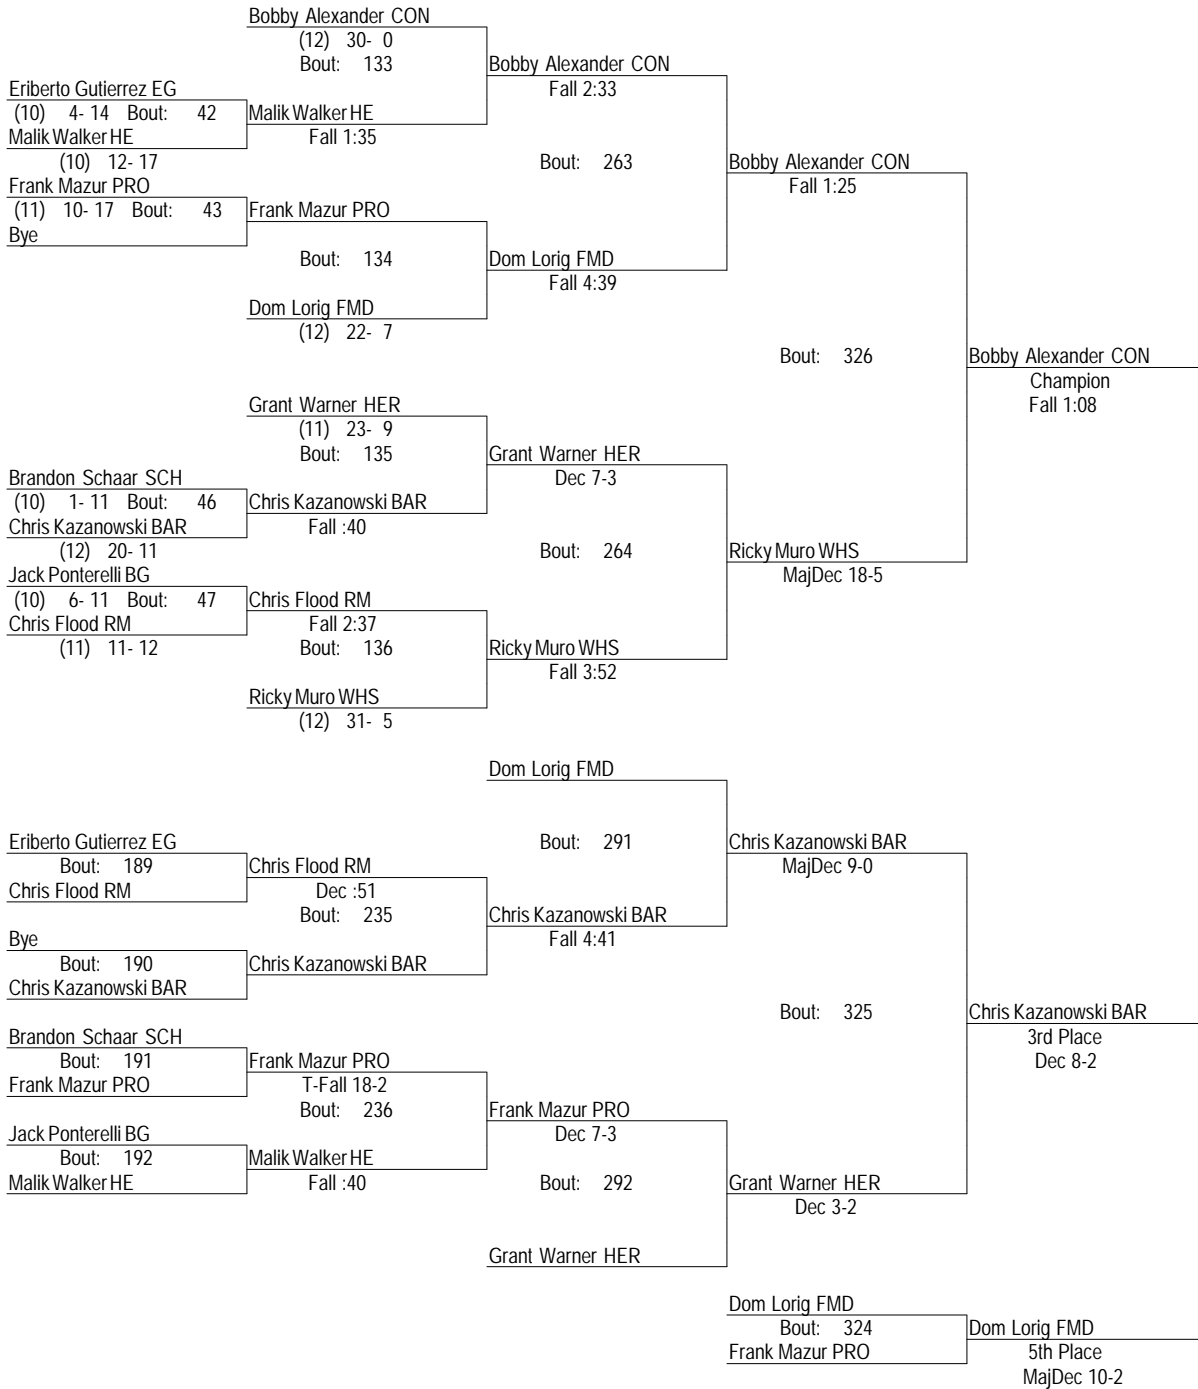 Bobby Alexander CON
(12) 30- 0
Bout: 133 Bobby Alexander CON
Eriberto Gutierrez EG Fall 2:33
(10) 4- 14 Bout: 42 Malik Walker HE
Malik Walker HE Fall 1:35
(10) 12- 17 Bout: 263 Bobby Alexander CON
Frank Mazur PRO Fall 1:25
(11) 10- 17 Bout: 43 Frank Mazur PRO
Bye
Bout: 134 Dom Lorig FMD
Fall 4:39
Dom Lorig FMD
(12) 22- 7
Bout: 326 Bobby Alexander CON
Champion
Grant Warner HER Fall 1:08
(11) 23- 9
Bout: 135 Grant Warner HER
Brandon Schaar SCH Dec 7-3
(10) 1- 11 Bout: 46 Chris Kazanowski BAR
Chris Kazanowski BAR Fall :40
(12) 20- 11 Bout: 264 Ricky Muro WHS
Jack Ponterelli BG MajDec 18-5
(10) 6- 11 Bout: 47 Chris Flood RM
Chris Flood RM Fall 2:37
(11) 11- 12 Bout: 136 Ricky Muro WHS
Fall 3:52
Ricky Muro WHS
(12) 31- 5
Dom Lorig FMD
Eriberto Gutierrez EG Bout: 291 Chris Kazanowski BAR
Bout: 189 Chris Flood RM MajDec 9-0
Chris Flood RM Dec :51
Bout: 235 Chris Kazanowski BAR
Bye Fall 4:41
Bout: 190 Chris Kazanowski BAR
Chris Kazanowski BAR
Bout: 325 Chris Kazanowski BAR
Brandon Schaar SCH 3rd Place
Bout: 191 Frank Mazur PRO Dec 8-2
Frank Mazur PRO T-Fall 18-2
Bout: 236 Frank Mazur PRO
Jack Ponterelli BG Dec 7-3
Bout: 192 Malik Walker HE
Malik Walker HE Fall :40 Bout: 292 Grant Warner HER
Dec 3-2
Grant Warner HER
Dom Lorig FMD
Bout: 324 Dom Lorig FMD
Frank Mazur PRO 5th Place
MajDec 10-2